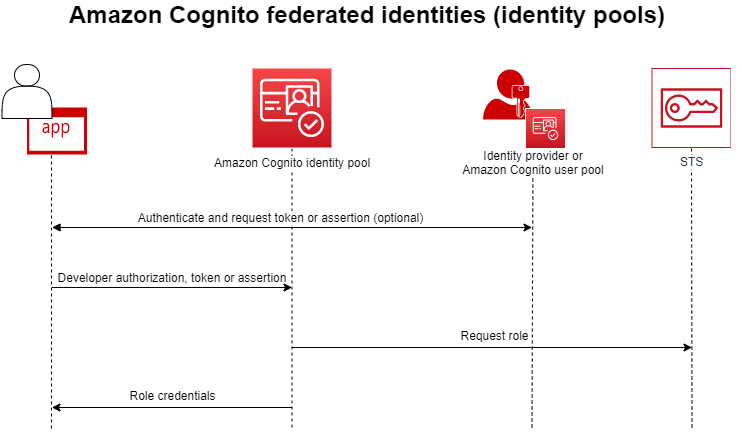 Amazon Cognito federated identities (identity pools)
app
Amazon Cognito identity pool
Identity provider or
Amazon Cognito user pool
STS
Authenticate and request token or assertion (optional)
Developer authorization, token or assertion
Request role
Role credentials